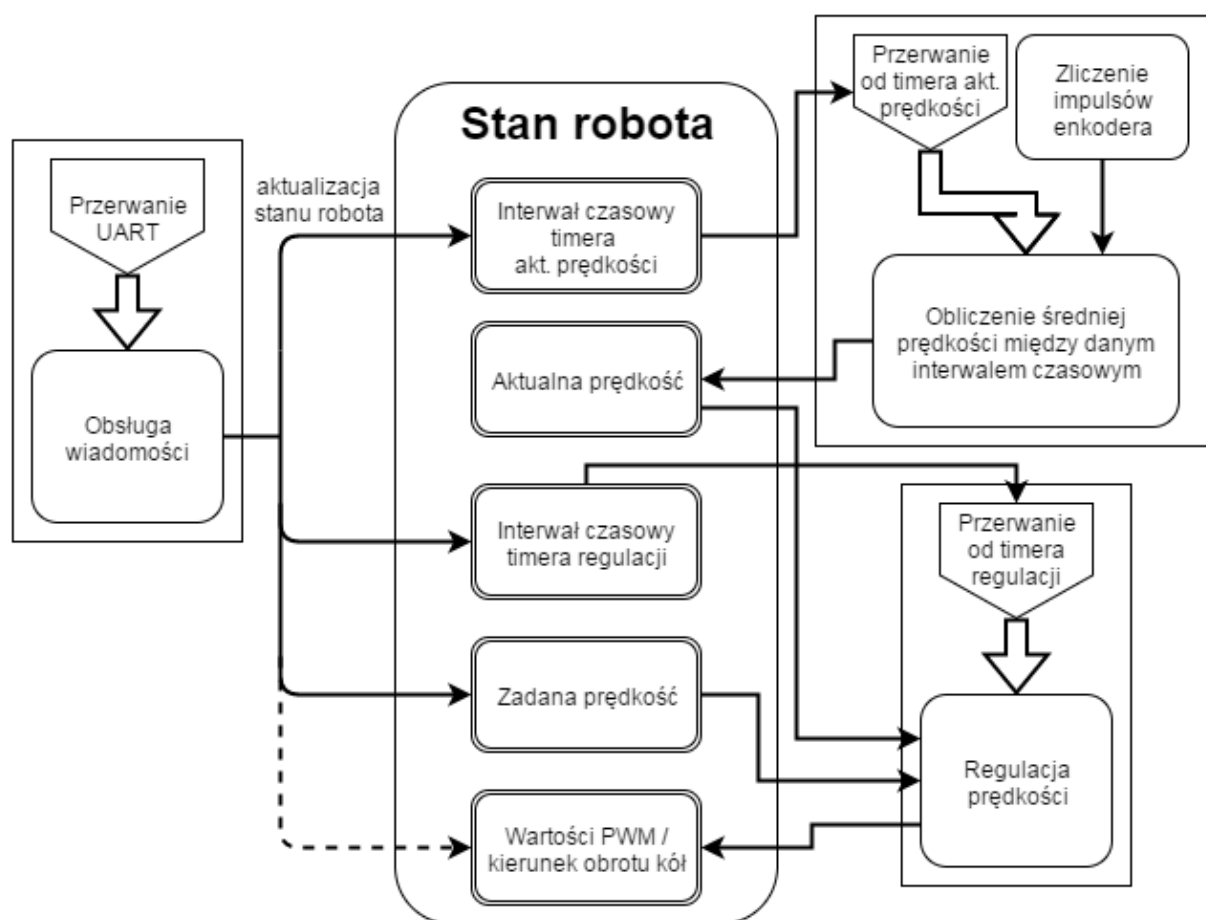 Przerwanie
UART
Obsługa
wiadomości
aktualizacja
stanu robota
Stan robota
Interwał czasowy
timera
akt. prędkości
Aktualna prędkość
Interwał czasowy
timera regulacji
Zadana prędkość
Wartości PWM /
kierunek obrotu kół
Przerwanie
od timera akt.
prędkości
Zliczenie
impulsów
enkodera
Obliczenie średniej
prędkości między danym
interwalem czasowym
Przerwanie
od timera
regulacji
Regulacja
prędkości